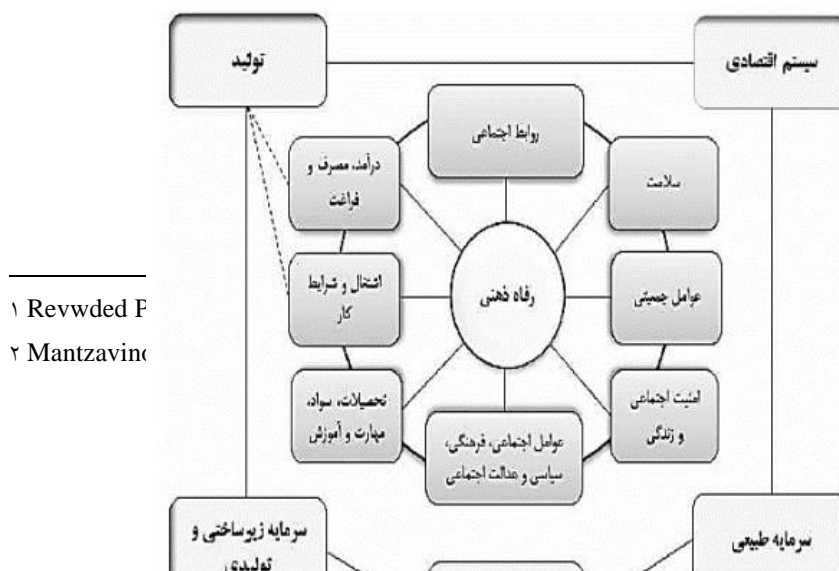 سیستم اقتصادی
تولید
روابط اجتماعی
سلامت
درآمد، مصرف و
فراغت
عوامل جمعیتی
رفاه ذهنی
اشتغال و شرایط
کار
امنیت اجتماعی
و زندگی
عوامل اجتماعی، فرهنگی،
سیاسی و عدالت اجتماعی
تحصیلات، سواد،
مهارت و آموزش
سرمایه طبیعی
سرمایه زیرساختی و
تولیدی
۱ Revwded P
۲